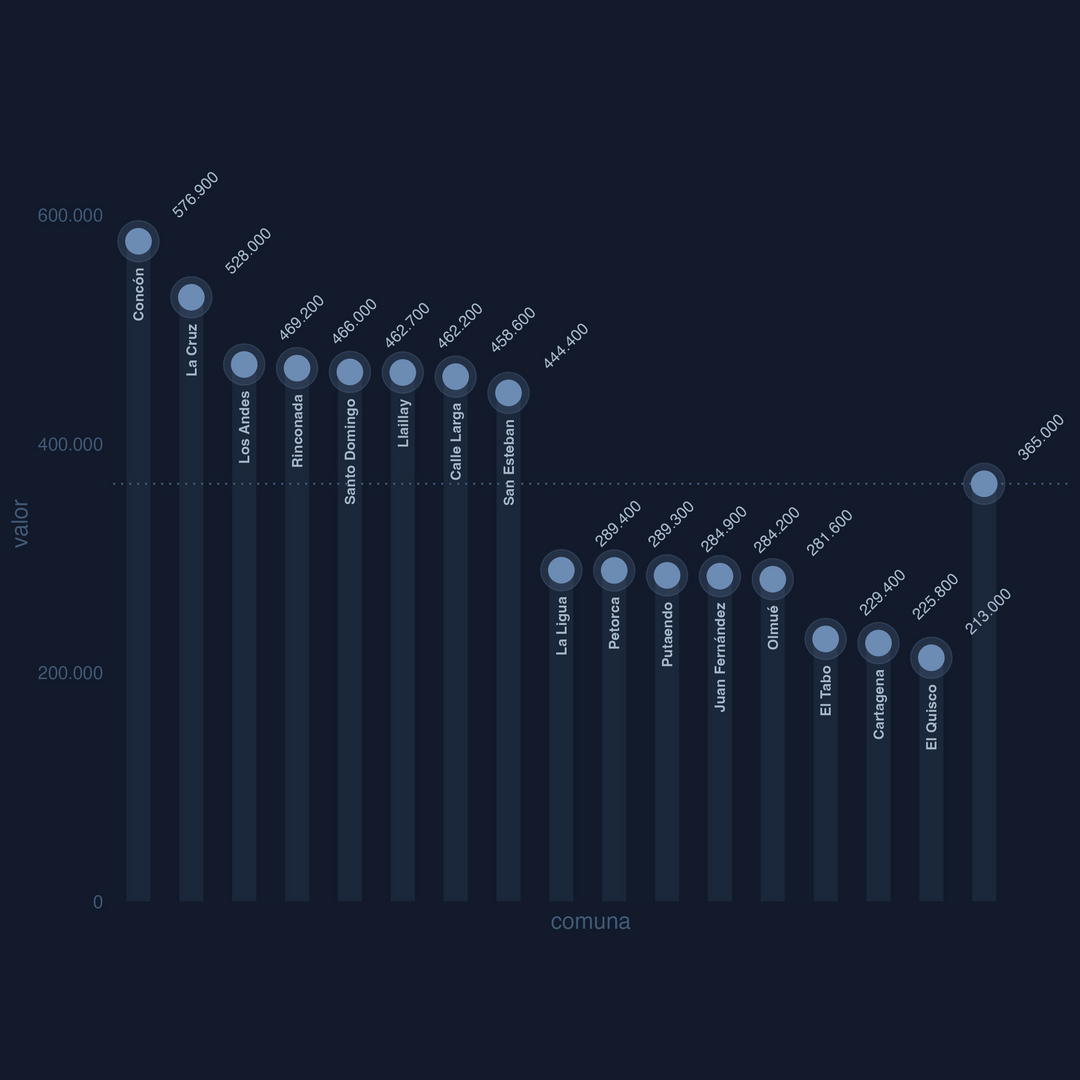 576.900
528.000
469.200
466.000
462.700
462.200
458.600
444.400
289.400
289.300
284.900
284.200
281.600
229.400
225.800
213.000
365.000
600.000
400.000
200.000
0
valor
Concón
La Cruz
Los Andes
Rinconada
Santo Domingo
Llaillay
Calle Larga
San Esteban
La Ligua
Petorca
Putaendo
Juan Fernández
Olmué
El Tabo
Cartagena
El Quisco
comuna